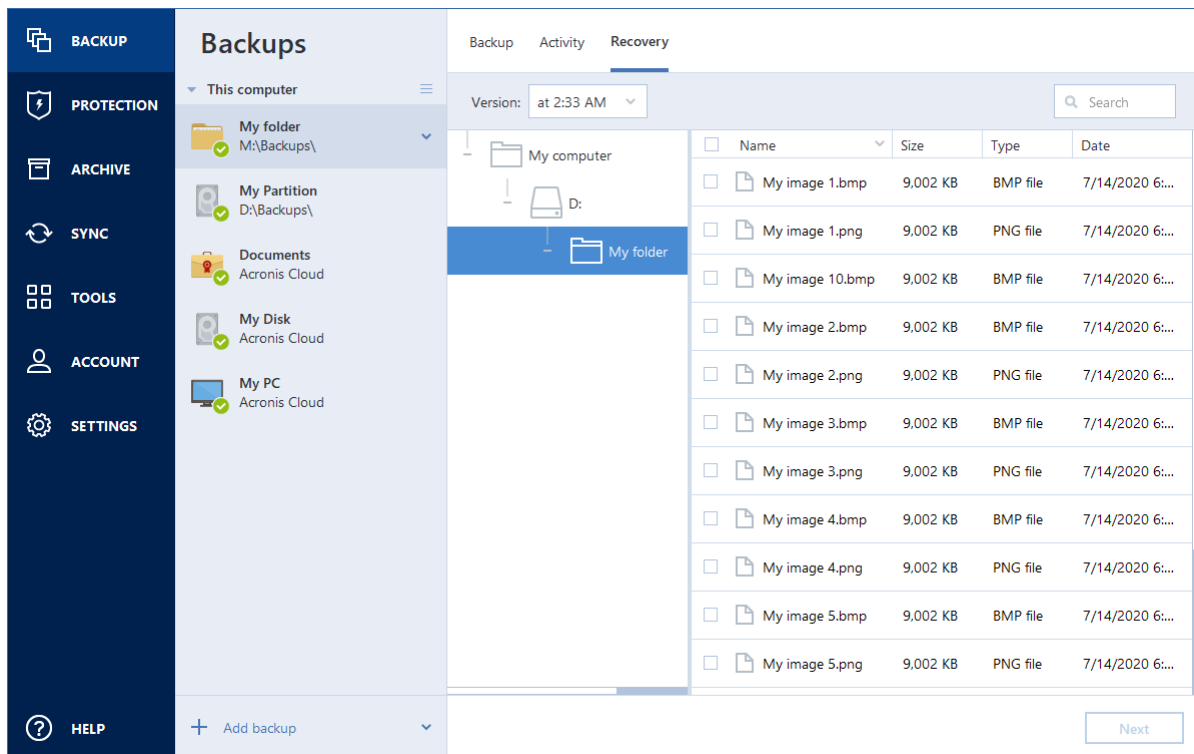 BACKUP
PROTECTION
ARCHIVE
SYNC
TOOLS
ACCOUNT
SETTINGS
HELP
Backups
This computer
My folder
M:\Backups\
My Partition
D:\Backups\
Documents
Acronis Cloud
My Disk
Acronis Cloud
My PC
Acronis Cloud
Add backup
Backup Activity Recovery
Version: at 2:33 AM Search
My computer
D:
My folder
Name Size Type Date
My image 1.bmp 9,002 KB BMP file 7/14/2020 6:...
My image 1.png 9,002 KB PNG file 7/14/2020 6:...
My image 10.bmp 9,002 KB BMP file 7/14/2020 6:...
My image 2.bmp 9,002 KB BMP file 7/14/2020 6:...
My image 2.png 9,002 KB PNG file 7/14/2020 6:...
My image 3.bmp 9,002 KB BMP file 7/14/2020 6:...
My image 3.png 9,002 KB PNG file 7/14/2020 6:...
My image 4.bmp 9,002 KB BMP file 7/14/2020 6:...
My image 4.png 9,002 KB PNG file 7/14/2020 6:...
My image 5.bmp 9,002 KB BMP file 7/14/2020 6:...
My image 5.png 9,002 KB PNG file 7/14/2020 6:...
Next